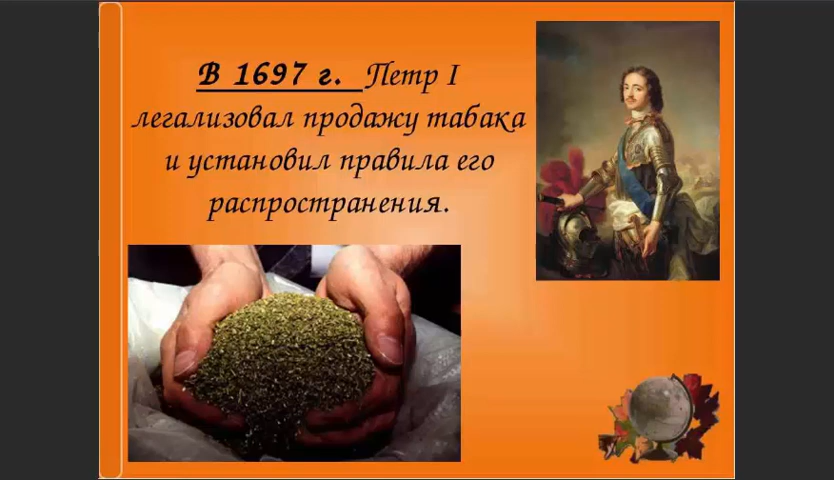 В 1697 г. Петр I
легализовал продажу табака
и установил правила его
распространения.